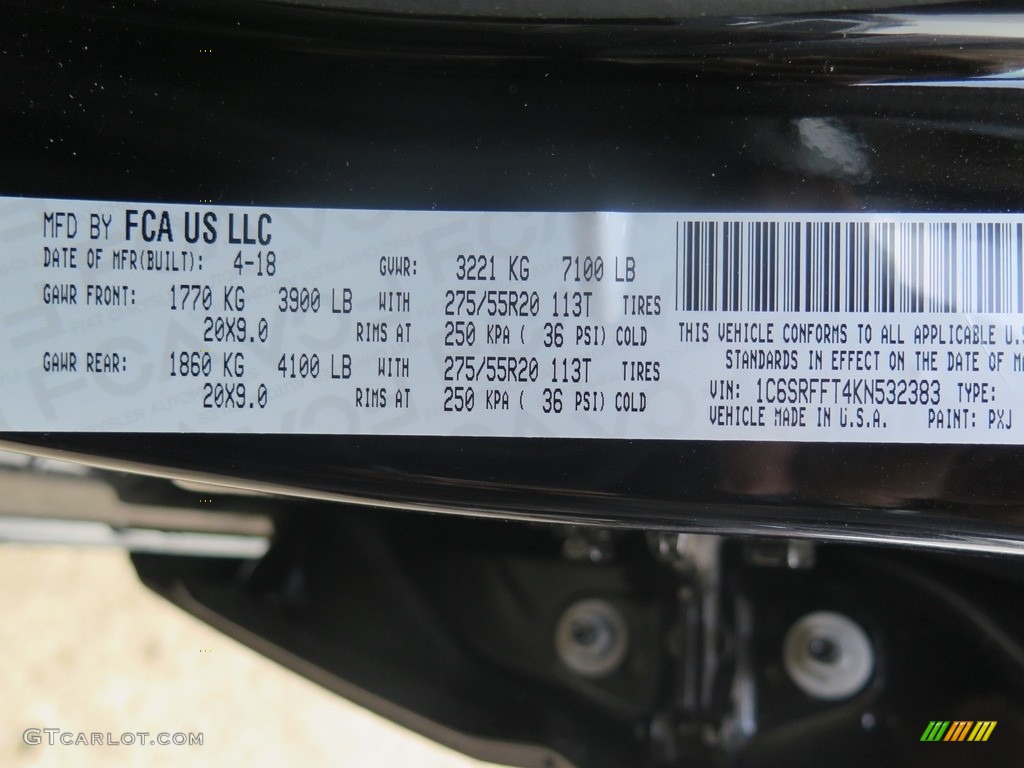 MFD BY FCA US LLC
DATE OF MFR(BUILT): 4-18 GVWR: 3221 KG 7100 LB
GAWR FRONT: 1770 KG 3900 LB WITH 275/55R20 113T TIRES
20X9.0 RIMS AT 250 KPA ( 36 PSI) COLD
GAWR REAR: 1860 KG 4100 LB WITH 275/55R20 113T TIRES
20X9.0 RIMS AT 250 KPA ( 36 PSI) COLD
THIS VEHICLE CONFORMS TO ALL APPLICABLE U.S
STANDARDS IN EFFECT ON THE DATE OF
VIN: 1C6SRFFT4KN532383 TYPE:
VEHICLE MADE IN U.S.A. PAINT: PXJ
GTCARLOT.COM